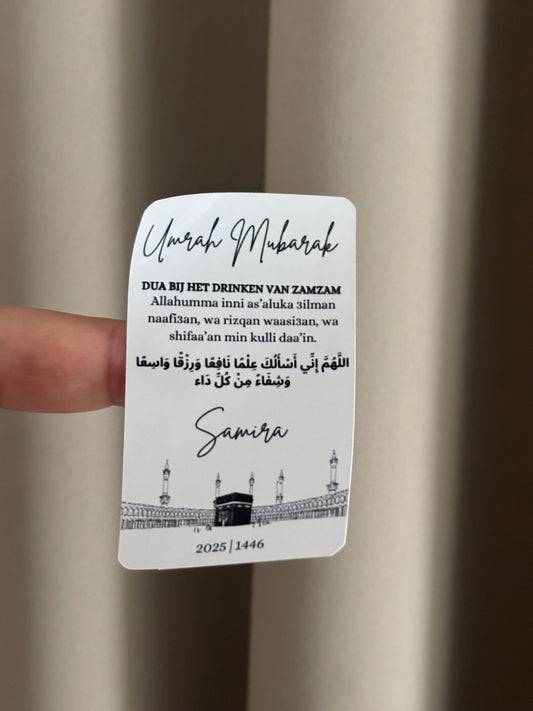 Umrah Mubarak
DUA BIJ HET DRINKEN VAN ZAMZAM
Allahumma inni as’aluka 3ilman
naafi3an, wa rizqan waasi3an, wa
shifaa’an min kulli daa’in.
اللَّهُمَّ إِنِّي أَسْأَلُكَ عِلْمًا نَافِعًا وَرِزْقًا وَاسِعًا
وَشِفَاءً مِنْ كُلِّ دَاء
Samira
2025 | 1446